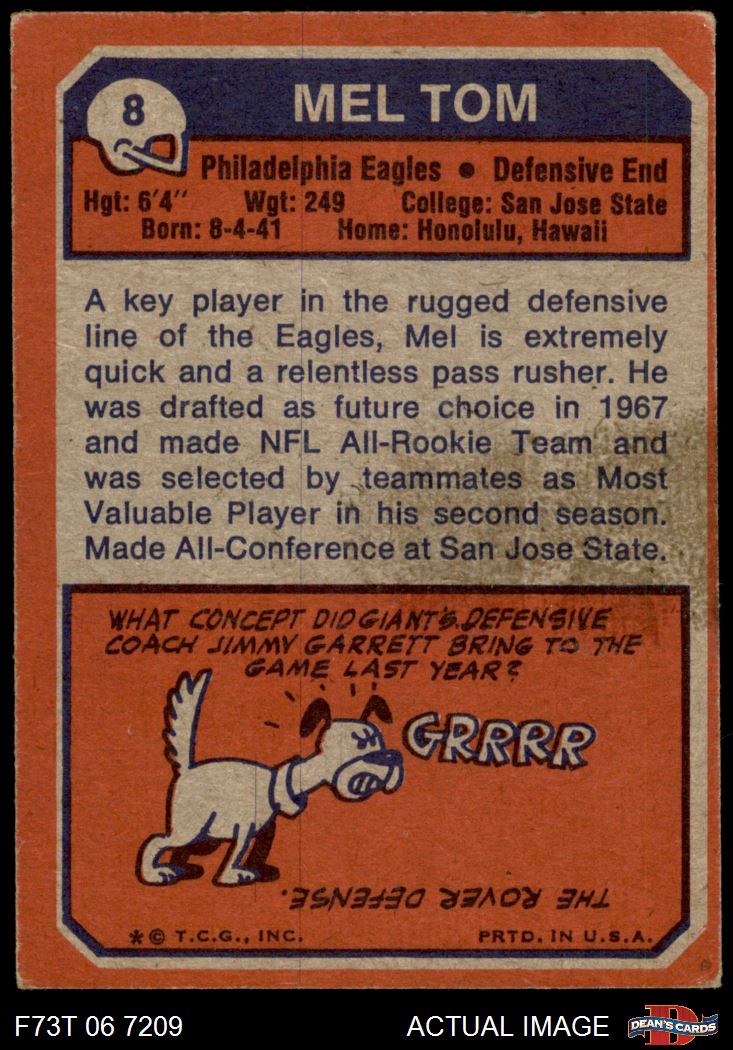 8
MEL TOM
Philadelphia Eagles • Defensive End
Hgt: 6'4" Wgt: 249 College: San Jose State
Born: 8-4-41 Home: Honolulu, Hawaii
A key player in the rugged defensive
line of the Eagles, Mel is extremely
quick and a relentless pass rusher. He
was drafted as future choice in 1967
and made NFL All-Rookie Team and
was selected by teammates as Most
Valuable Player in his second season.
Made All-Conference at San Jose State.
WHAT CONCEPT DID GIANT'S DEFENSIVE
COACH JIMMY GARRETT BRING TO THE
GAME LAST YEAR?
GRRRR
THE ROVER DEFENSE.
* © T.C.G., INC. PRTD. IN U.S.A.
F73T 06 7209 ACTUAL IMAGE DEAN'S CARDS